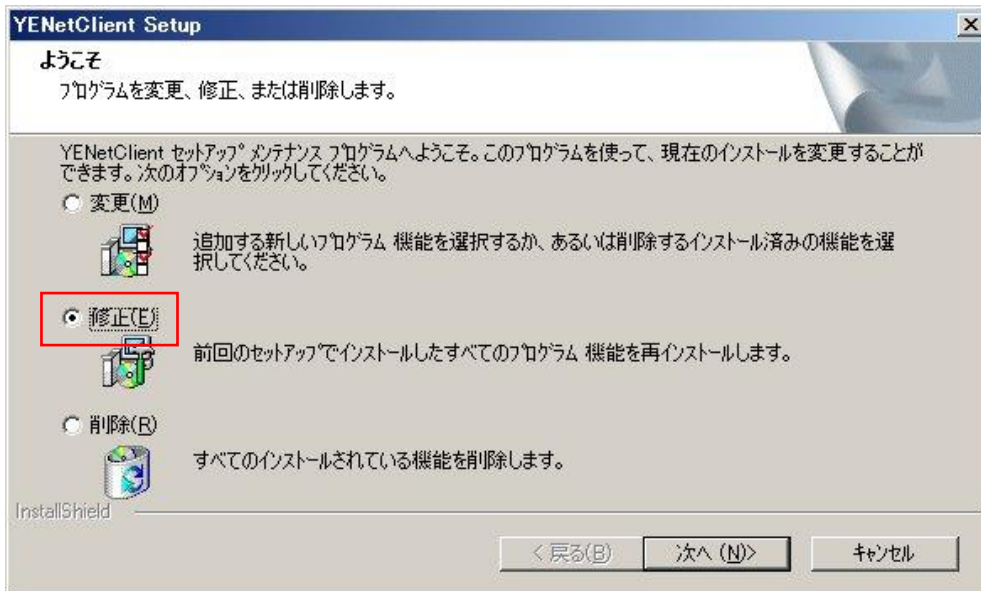 YENetClient Setup
ようこそ
プログラムを変更、修正、または削除します。
YENetClient セットアップ メンテナンス プログラムへようこそ。このプログラムを使って、現在のインストールを変更することが
できます。次のオプションをクリックしてください。
変更(M)
追加する新しいプログラム 機能を選択するか、あるいは削除するインストール済みの機能を選
択してください。
修正(E)
前回のセットアップでインストールしたすべてのプログラム 機能を再インストールします。
削除(R)
すべてのインストールされている機能を削除します。
InstallShield
< 戻る(B)
次へ (N)>
キャンセル